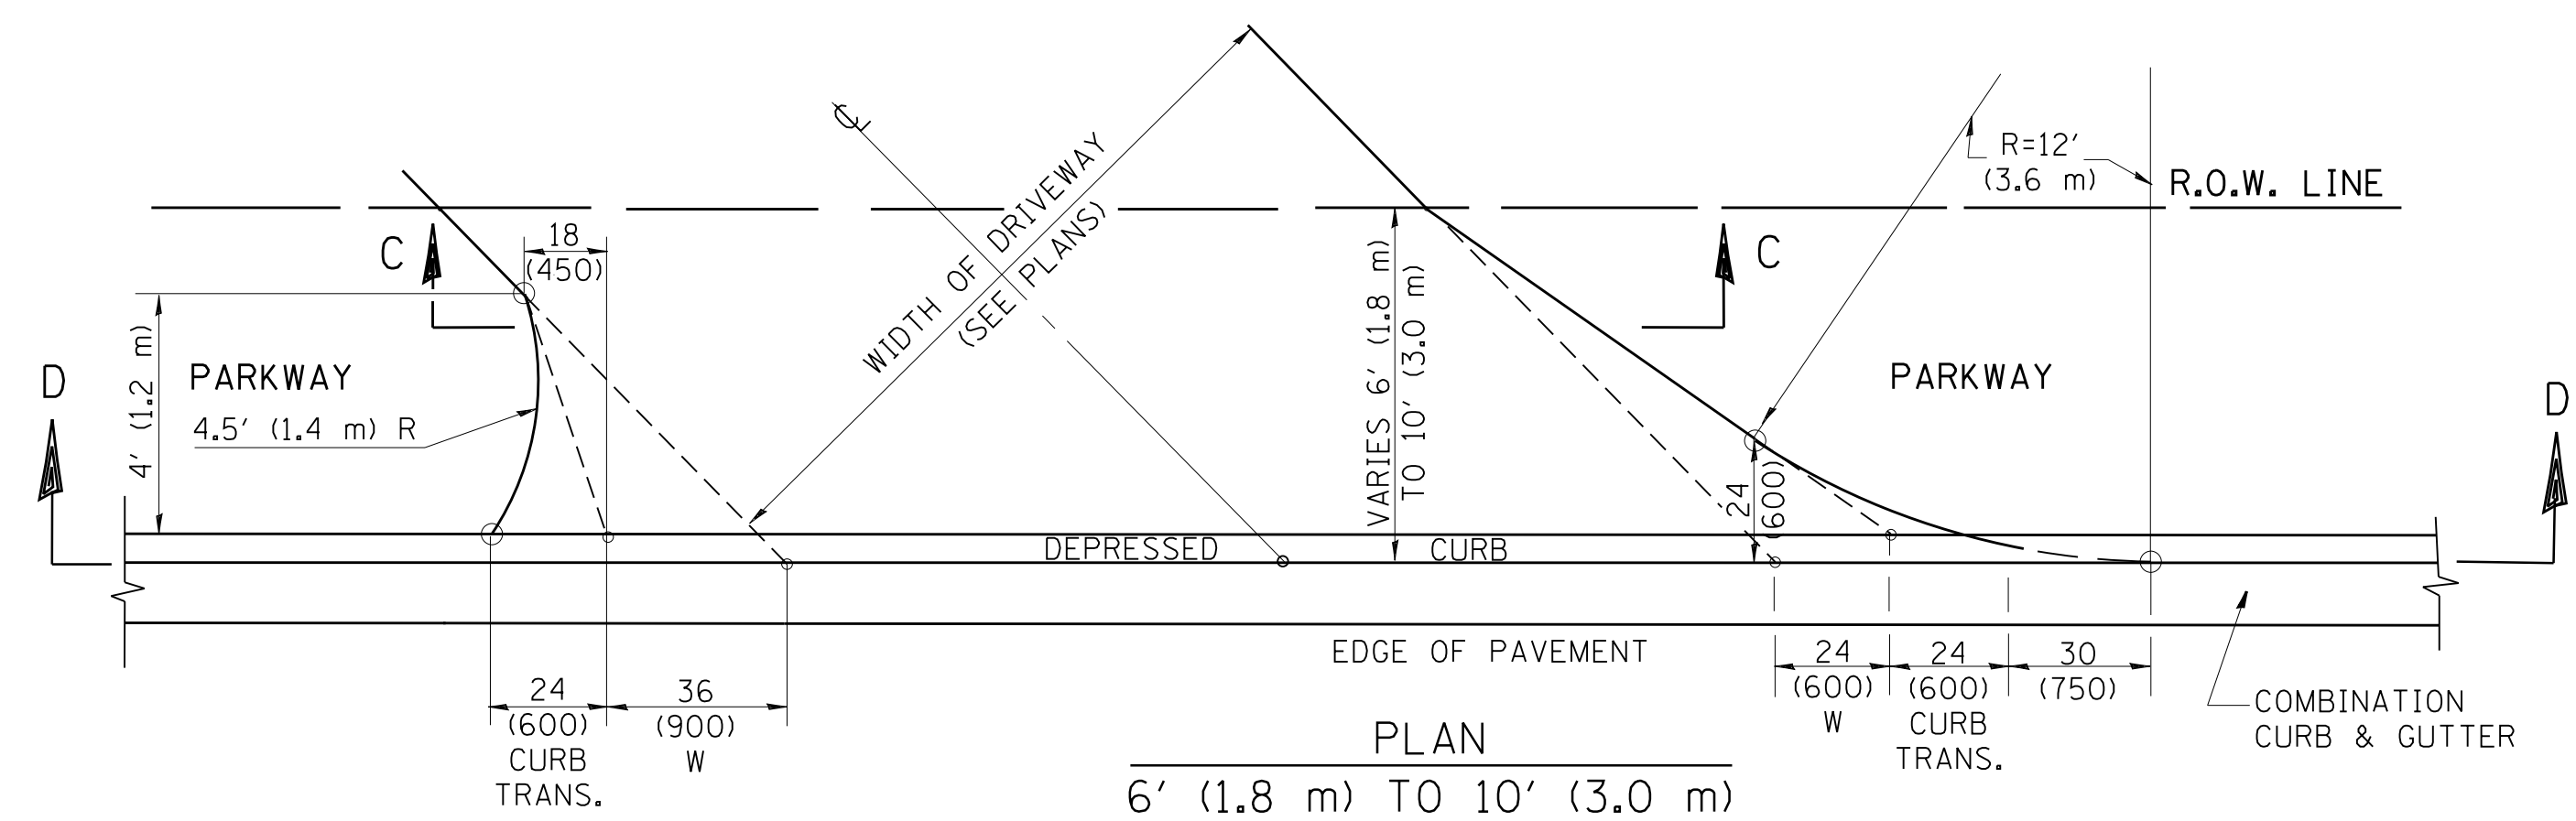 ℄
WIDTH OF DRIVEWAY
(SEE PLANS)
R=12'
(3.6 m)
R.O.W. LINE
18
(450)
C
C
4' (1.2 m)
PARKWAY
4.5' (1.4 m) R
VARIES 6' (1.8 m)
TO 10' (3.0 m)
PARKWAY
D
D
24
(600)
DEPRESSED CURB
EDGE OF PAVEMENT
24
(600)
CURB
TRANS.
36
(900)
W
24
(600)
W
24
(600)
CURB
TRANS.
30
(750)
COMBINATION
CURB & GUTTER
PLAN
6' (1.8 m) TO 10' (3.0 m)